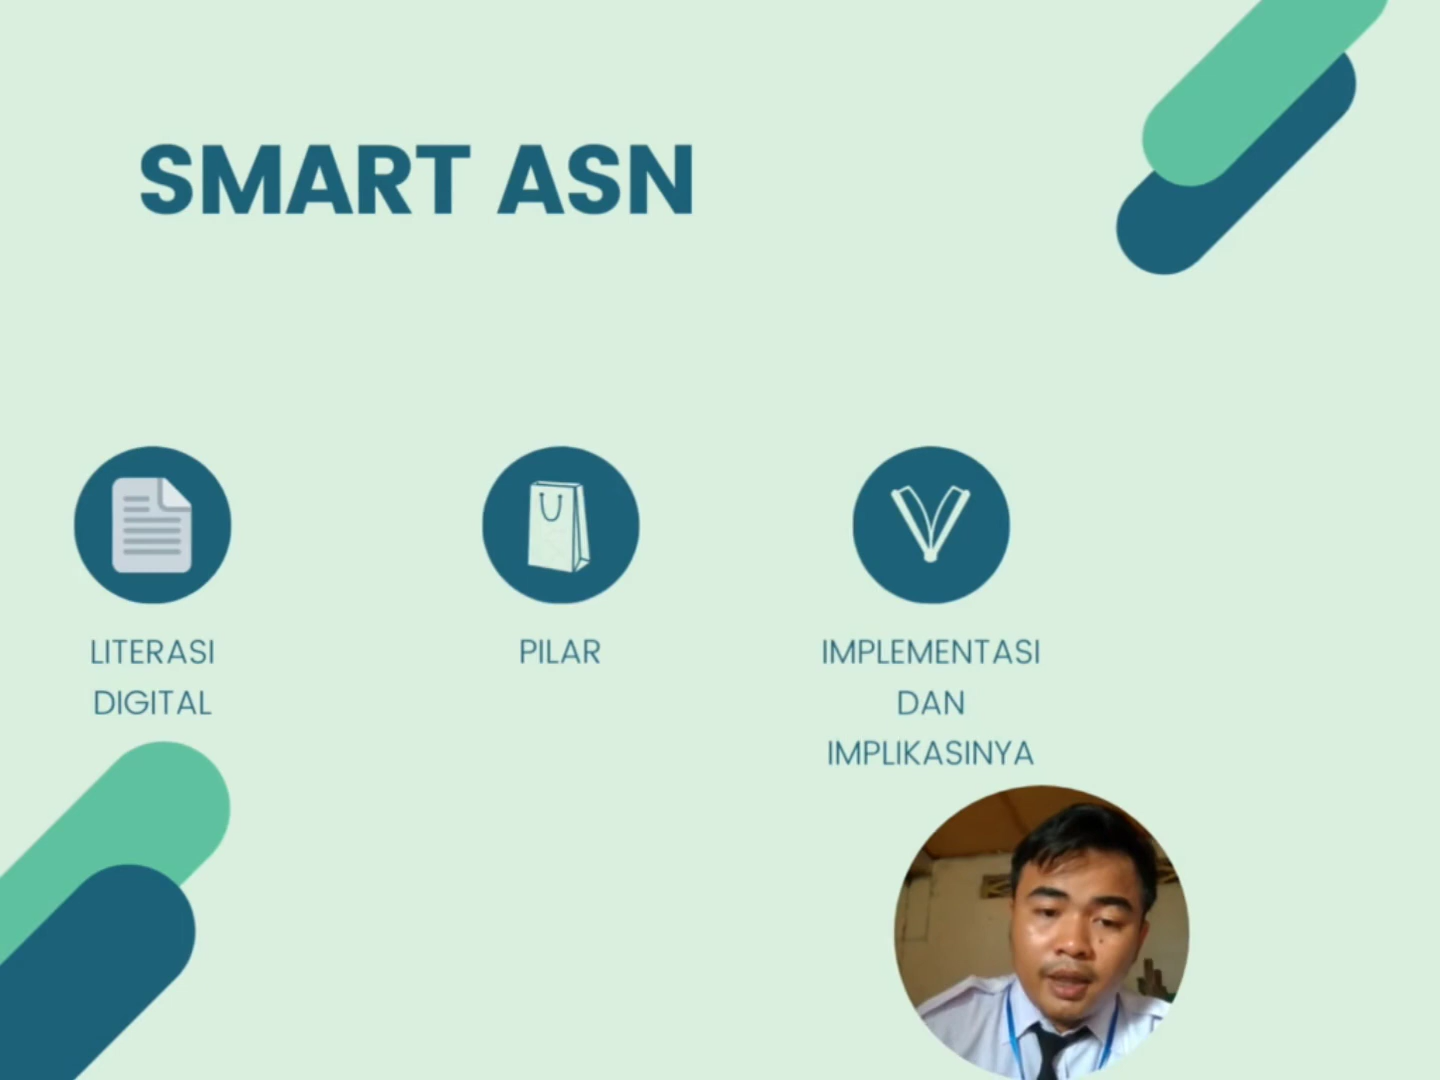 SMART ASN
LITERASI
DIGITAL
PILAR
IMPLEMENTASI
DAN
IMPLIKASINYA